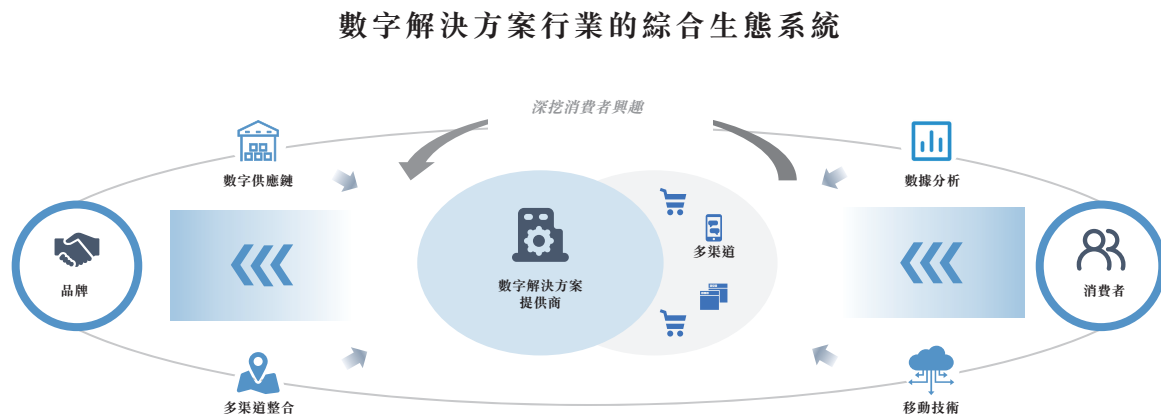 數字解決方案行業的綜合生態系統
深挖消費者興趣
數字供應鏈
數據分析
品牌
數字解決方案
提供商
多渠道
消費者
多渠道整合
移動技術